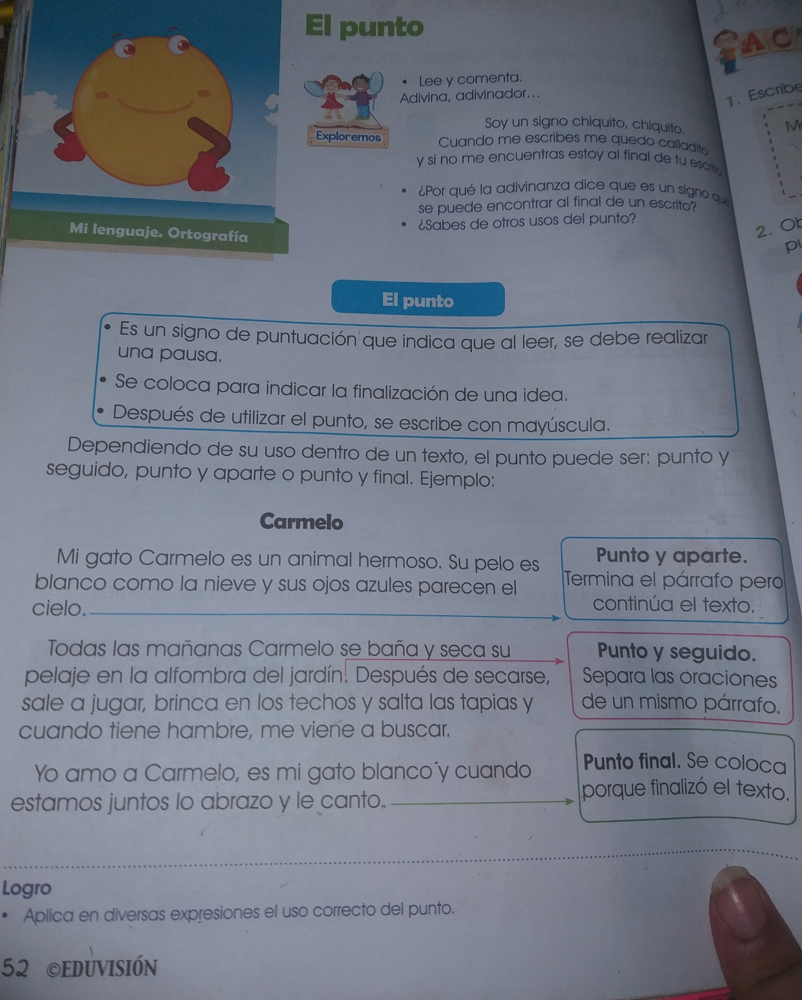 El punto
Exploremos
• Lee y comenta.
Adivina, adivinador...
Soy un signo chiquito, chiquito.
Cuando me escribes me quedo calladito
y si no me encuentras estoy al final de tu escrito
• ¿Por qué la adivinanza dice que es un signo que
se puede encontrar al final de un escrito?
• ¿Sabes de otros usos del punto?
Mi lenguaje. Ortografía
El punto
• Es un signo de puntuación que indica que al leer, se debe realizar
una pausa.
• Se coloca para indicar la finalización de una idea.
• Después de utilizar el punto, se escribe con mayúscula.
Dependiendo de su uso dentro de un texto, el punto puede ser: punto y
seguido, punto y aparte o punto y final. Ejemplo:
Carmelo
Mi gato Carmelo es un animal hermoso. Su pelo es
blanco como la nieve y sus ojos azules parecen el
cielo.
Punto y aparte.
Termina el párrafo pero
continúa el texto.
Todas las mañanas Carmelo se baña y seca su
pelaje en la alfombra del jardín. Después de secarse,
sale a jugar, brinca en los techos y salta las tapias y
cuando tiene hambre, me viene a buscar.
Punto y seguido.
Separa las oraciones
de un mismo párrafo.
Yo amo a Carmelo, es mi gato blanco y cuando
estamos juntos lo abrazo y le canto.
Punto final. Se coloca
porque finalizó el texto.
Logro
• Aplica en diversas expresiones el uso correcto del punto.
52 ©EDUVISIÓN
A C
1. Escribe
2.